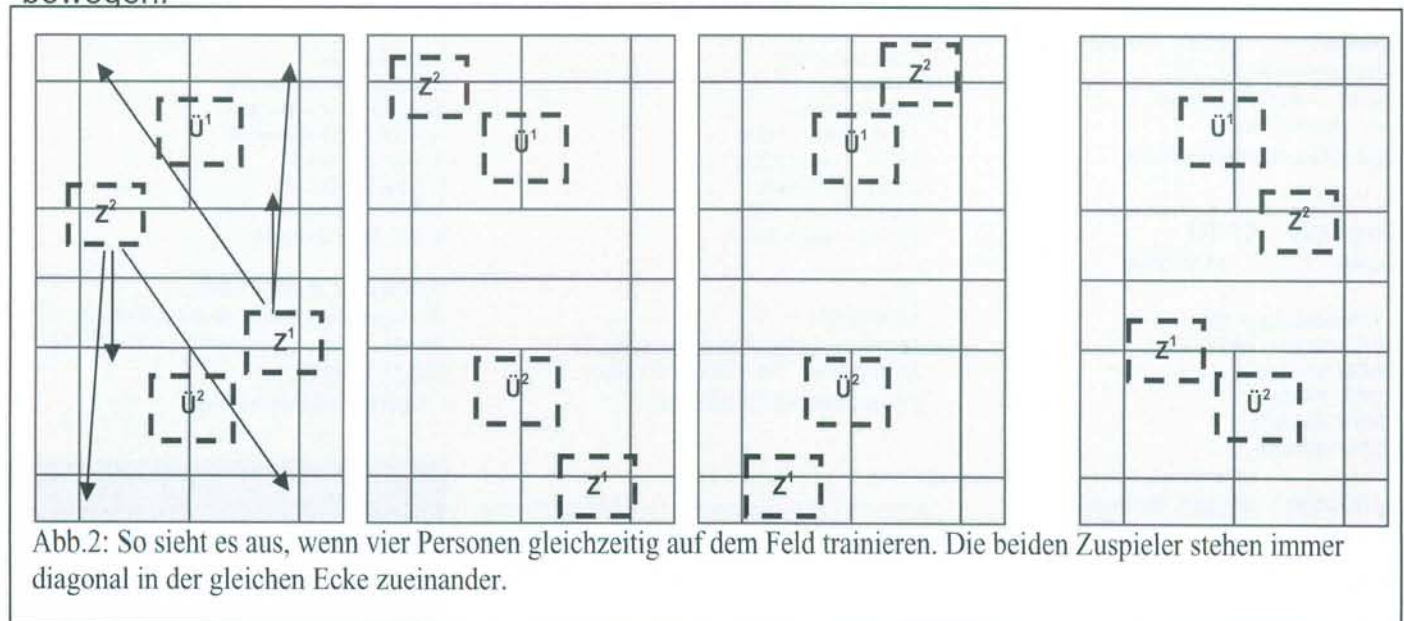 bewegen.
Ü¹
Z²
Z¹
Ü²
Z²
Ü¹
Ü²
Z¹
Z²
Ü¹
Ü²
Z¹
Ü¹
Z²
Z¹
Ü²
Abb.2: So sieht es aus, wenn vier Personen gleichzeitig auf dem Feld trainieren. Die beiden Zuspieler stehen immer
diagonal in der gleichen Ecke zueinander.